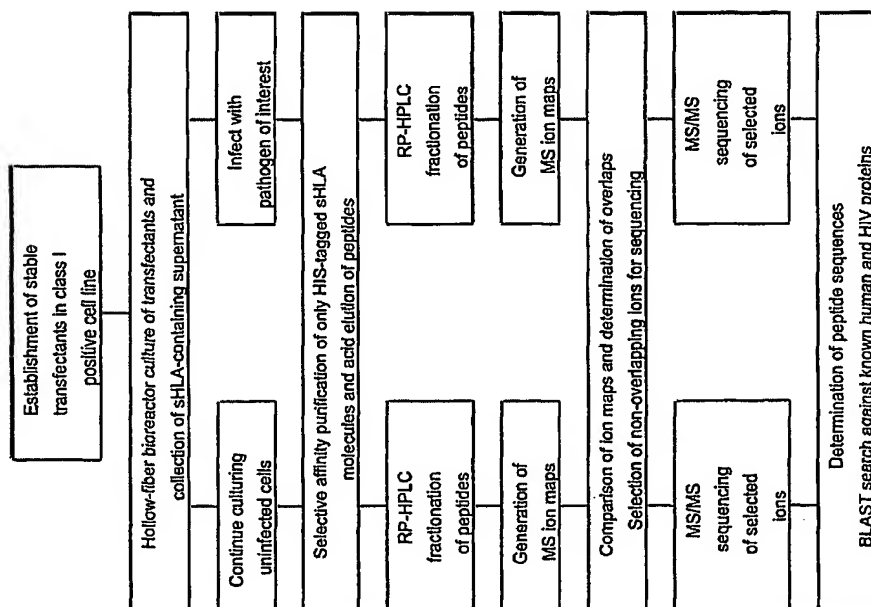 Establishment of stable
transfectants in class I
positive cell line
Hollow-fiber bioreactor culture of transfectants and
collection of sHLA-containing supernatant
Continue culturing
uninfected cells
Infect with
pathogen of interest
Selective affinity purification of only HIS-tagged sHLA
molecules and acid elution of peptides
RP-HPLC
fractionation
of peptides
RP-HPLC
fractionation
of peptides
Generation of
MS ion maps
Generation of
MS ion maps
Comparison of ion maps and determination of overlaps
Selection of non-overlapping ions for sequencing
MS/MS
sequencing
of selected
ions
MS/MS
sequencing
of selected
ions
Determination of peptide sequences
BLAST search against known human and HIV proteins